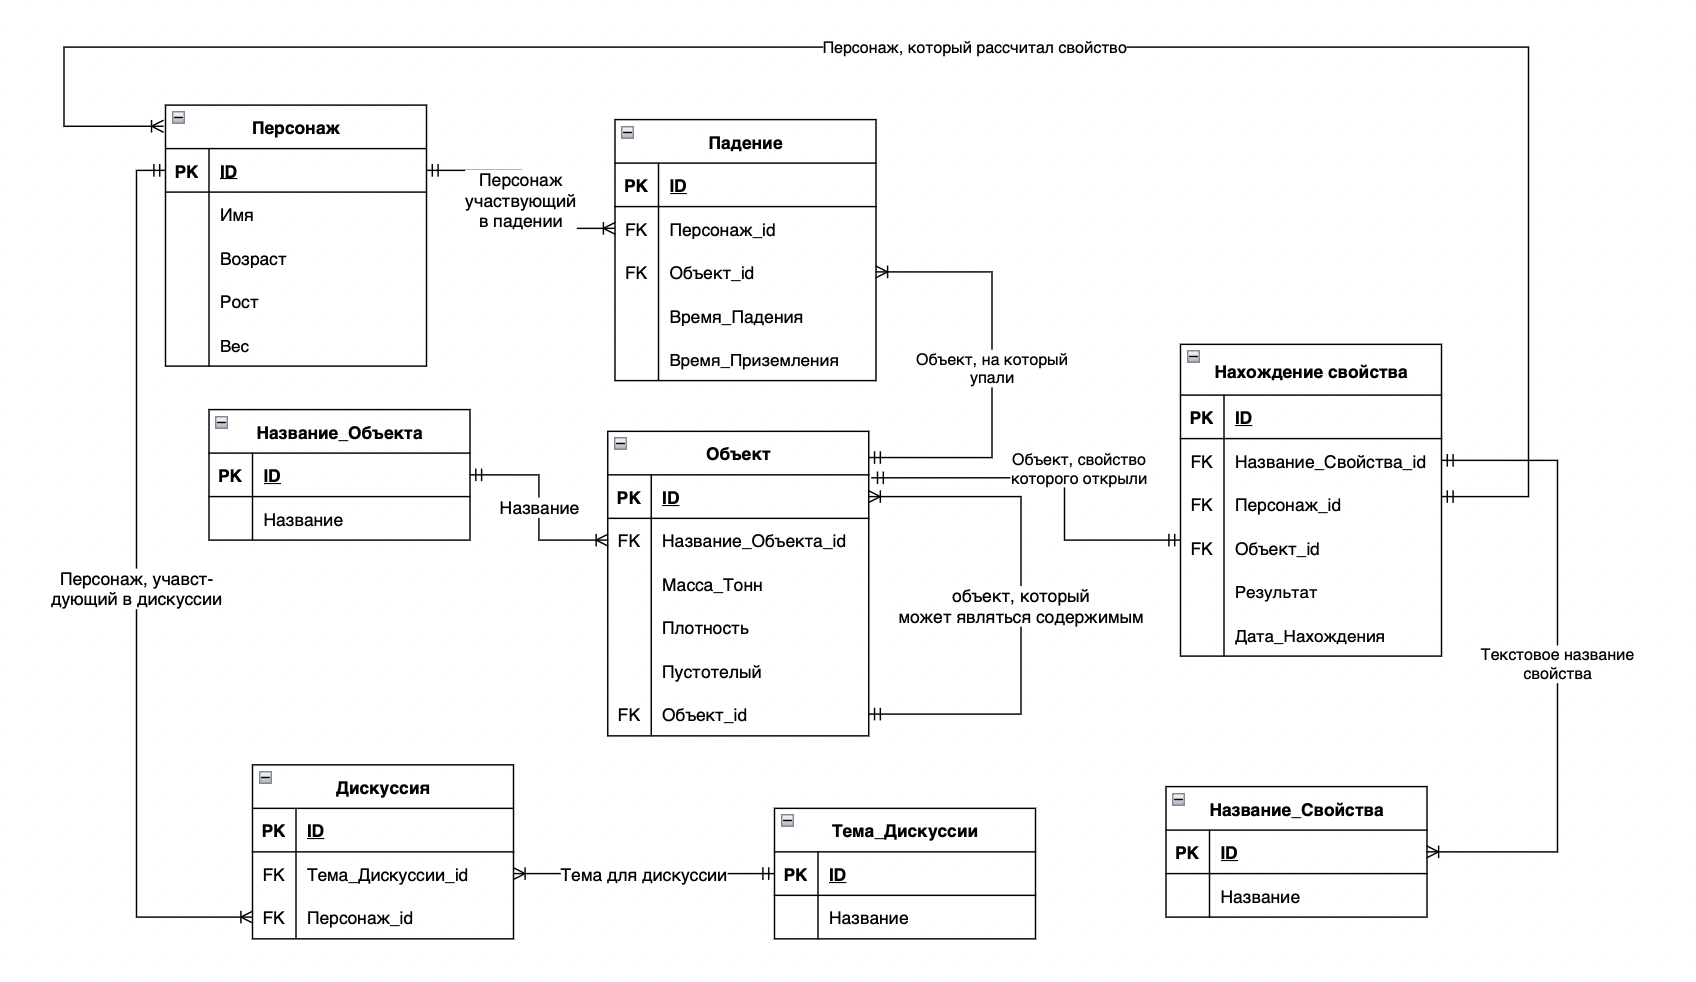 Персонаж, который рассчитал свойство
Персонаж
PK ID
Имя
Возраст
Рост
Вес
Персонаж
участвующий
в падении
Падение
PK ID
FK Персонаж_id
FK Объект_id
Время_Падения
Время_Приземления
Объект, на который
упали
Нахождение свойства
PK ID
FK Название_Свойства_id
FK Персонаж_id
FK Объект_id
Результат
Дата_Нахождения
Название_Объекта
PK ID
Название
Название
Объект
PK ID
FK Название_Объекта_id
Масса_Тонн
Плотность
Пустотелый
FK Объект_id
Объект, свойство
которого открыли
объект, который
может являться содержимым
Персонаж, учавст-
дующий в дискуссии
Текстовое название
свойства
Дискуссия
PK ID
FK Тема_Дискуссии_id
FK Персонаж_id
Тема для дискуссии
Тема_Дискуссии
PK ID
Название
Название_Свойства
PK ID
Название